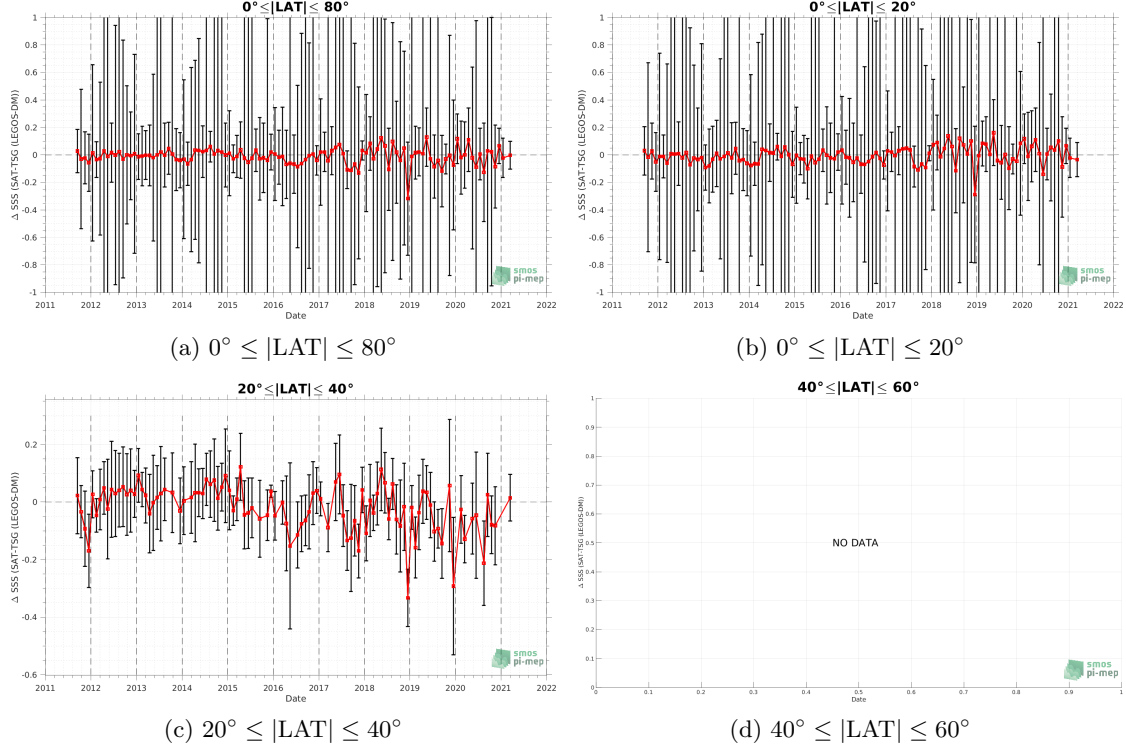 0°≤|LAT|≤ 80°
Δ SSS (SAT-TSG (LEGOS-DM))
1
0.8
0.6
0.4
0.2
0
-0.2
-0.4
-0.6
-0.8
-1
2011 2012 2013 2014 2015 2016 2017 2018 2019 2020 2021 2022
Date
smos
pi-mep
(a) 0° ≤ |LAT| ≤ 80°
0°≤|LAT|≤ 20°
Δ SSS (SAT-TSG (LEGOS-DM))
1
0.8
0.6
0.4
0.2
0
-0.2
-0.4
-0.6
-0.8
-1
2011 2012 2013 2014 2015 2016 2017 2018 2019 2020 2021 2022
Date
smos
pi-mep
(b) 0° ≤ |LAT| ≤ 20°
20°≤|LAT|≤ 40°
Δ SSS (SAT-TSG (LEGOS-DM))
0.2
0
-0.2
-0.4
-0.6
2011 2012 2013 2014 2015 2016 2017 2018 2019 2020 2021 2022
Date
smos
pi-mep
(c) 20° ≤ |LAT| ≤ 40°
40°≤|LAT|≤ 60°
Δ SSS (SAT-TSG (LEGOS-DM))
1
0.9
0.8
0.7
0.6
0.5
0.4
0.3
0.2
0.1
0
NO DATA
0 0.1 0.2 0.3 0.4 0.5 0.6 0.7 0.8 0.9 1
Date
smos
pi-mep
(d) 40° ≤ |LAT| ≤ 60°